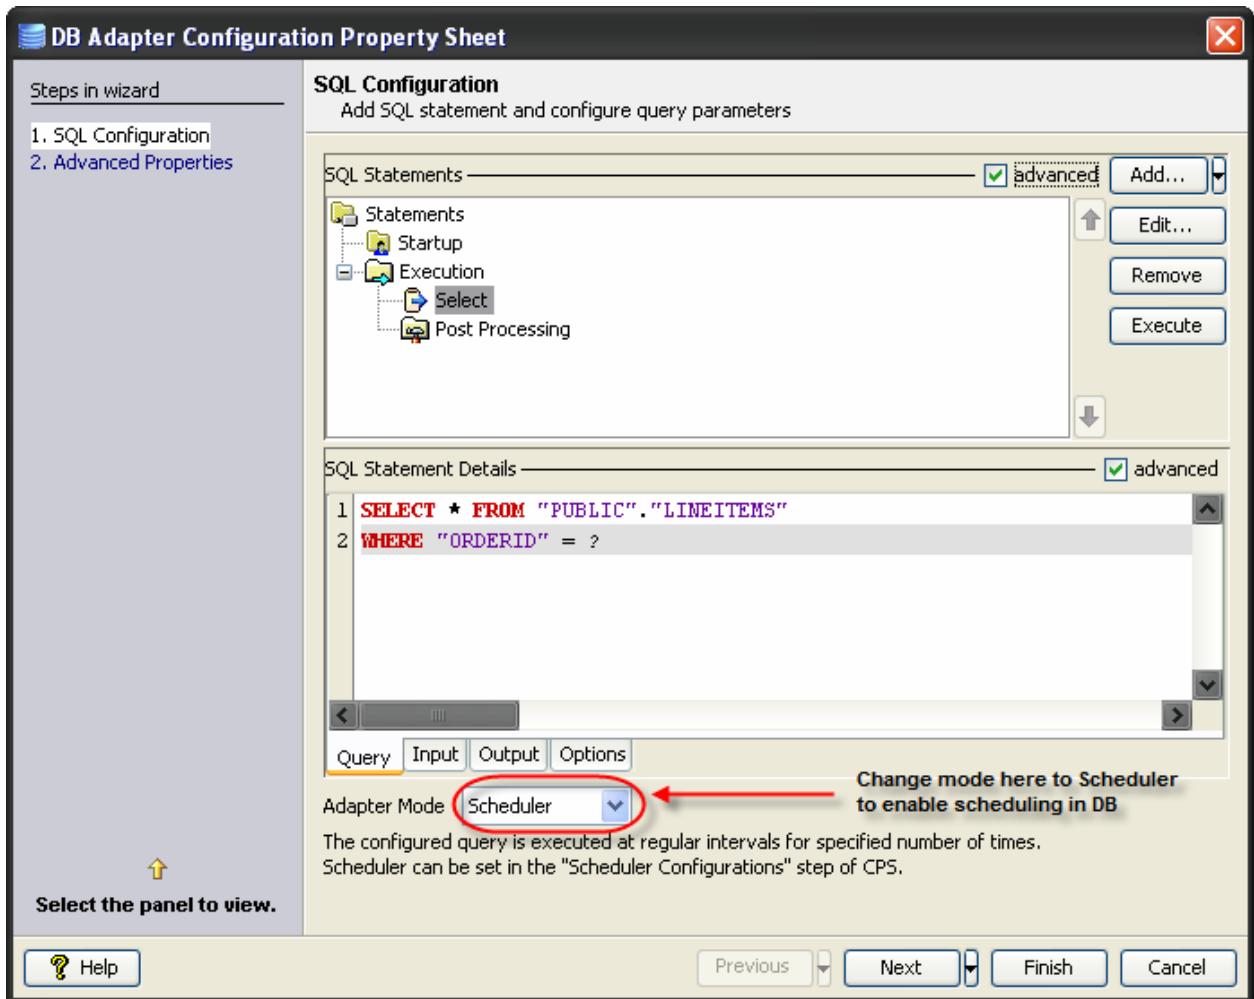 DB Adapter Configuration Property Sheet
Steps in wizard
1. SQL Configuration
2. Advanced Properties
Select the panel to view.
SQL Configuration
Add SQL statement and configure query parameters
SQL Statements
advanced
Add...
Statements
Startup
Execution
Select
Post Processing
Edit...
Remove
Execute
SQL Statement Details
advanced
1 SELECT * FROM "PUBLIC"."LINEITEMS"
2 WHERE "ORDERID" = ?
Query Input Output Options
Adapter Mode Scheduler
Change mode here to Scheduler
to enable scheduling in DB
The configured query is executed at regular intervals for specified number of times.
Scheduler can be set in the "Scheduler Configurations" step of CPS.
Help
Previous
Next
Finish
Cancel